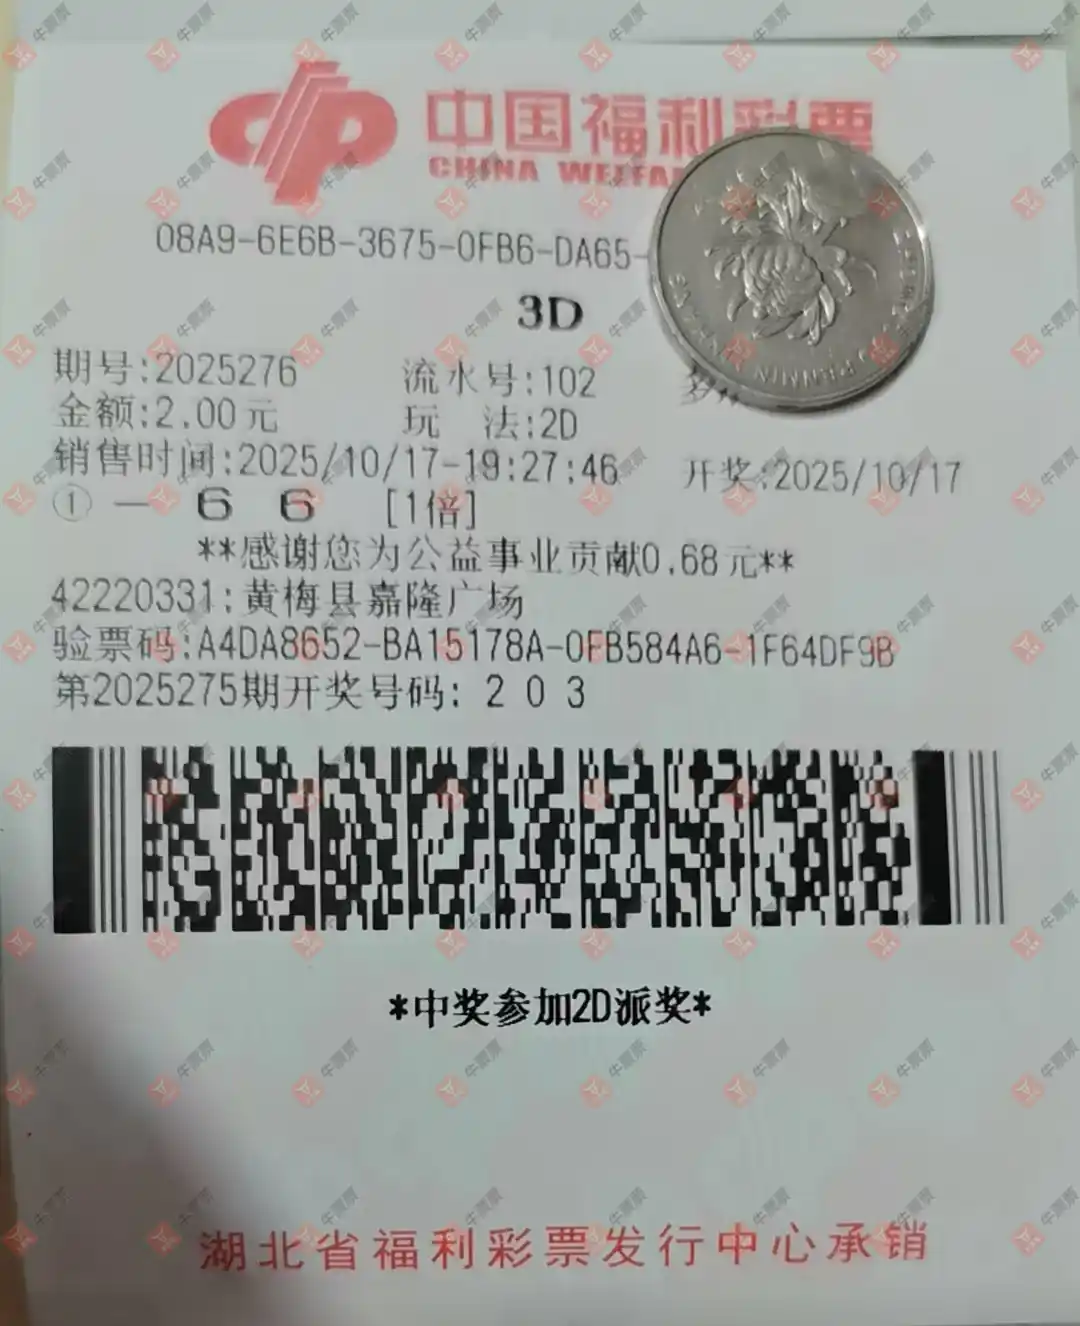 中国福利彩票
CHINA WELFA
08A9-6E6B-3675-0FB6-DA65-
3D
期号:2025276 流水号:102
金额:2.00元 玩 法:2D
销售时间:2025/10/17-19:27:46 开奖:2025/10/17
① — 6 6 [1倍]
**感谢您为公益事业贡献0.68元**
42220331:黄梅县嘉隆广场
验票码:A4DA8652-BA15178A-0FB584A6-1F64DF9B
第2025275期开奖号码: 2 0 3
*中奖参加2D派奖*
湖北省福利彩票发行中心承销
牛票票